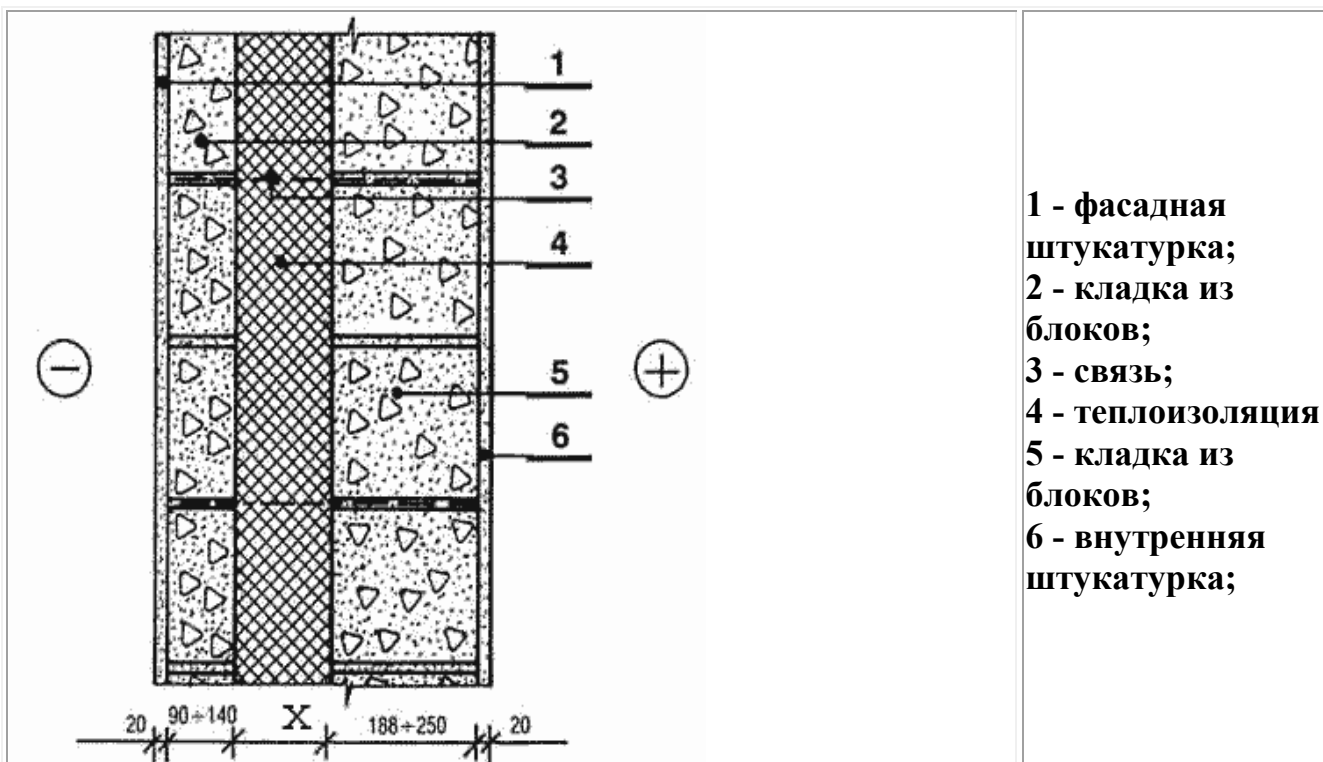 1
2
3
4
5
6
−
+
20
90÷140
X
188÷250
20
1 - фасадная
штукатурка;
2 - кладка из
блоков;
3 - связь;
4 - теплоизоляция
5 - кладка из
блоков;
6 - внутренняя
штукатурка;